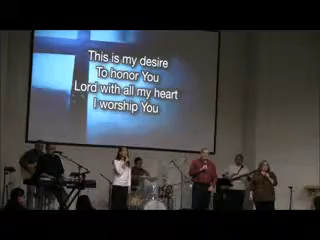 This is my desire
To honor You
Lord with all my heart
I worship You